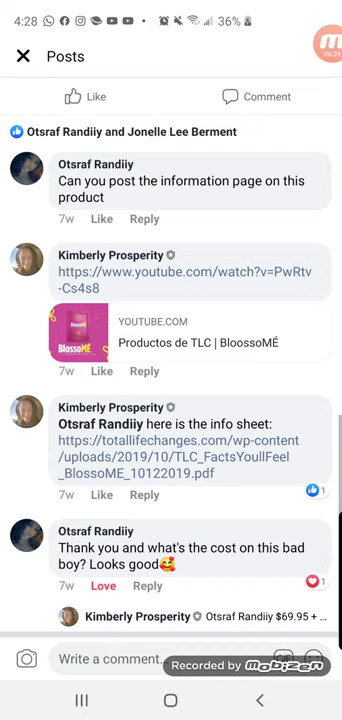 4:28 36%
06:39
Posts
Like Comment
Otsraf Randiiy and Jonelle Lee Berment
Otsraf Randiiy
Can you post the information page on this
product
7w Like Reply
Kimberly Prosperity
https://www.youtube.com/watch?v=PwRtv
-Cs4s8
YOUTUBE.COM
BLOSSOMÉ
Productos de TLC | BloossoMÉ
7w Like Reply
Kimberly Prosperity
Otsraf Randiiy here is the info sheet:
https://totallifechanges.com/wp-content
/uploads/2019/10/TLC_FactsYoullFeel
_BlossoME_10122019.pdf
7w Like Reply 1
Otsraf Randiiy
Thank you and what's the cost on this bad
boy? Looks good🥰
7w Love Reply 1
Kimberly Prosperity Otsraf Randiiy $69.95 + ...
Write a comment... GIF
Recorded by mobizen